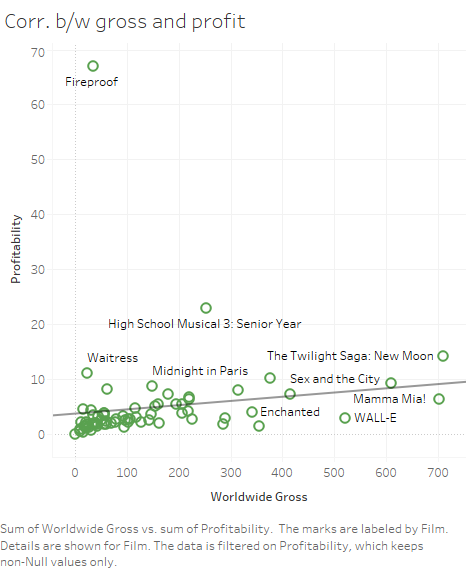 Corr. b/w gross and profit
70
Fireproof
60
50
40
Profitability
30
High School Musical 3: Senior Year
20
Waitress
The Twilight Saga: New Moon
Midnight in Paris
Sex and the City
10
Mamma Mia!
Enchanted
WALL-E
0
0 100 200 300 400 500 600 700
Worldwide Gross
Sum of Worldwide Gross vs. sum of Profitability. The marks are labeled by Film.
Details are shown for Film. The data is filtered on Profitability, which keeps
non-Null values only.